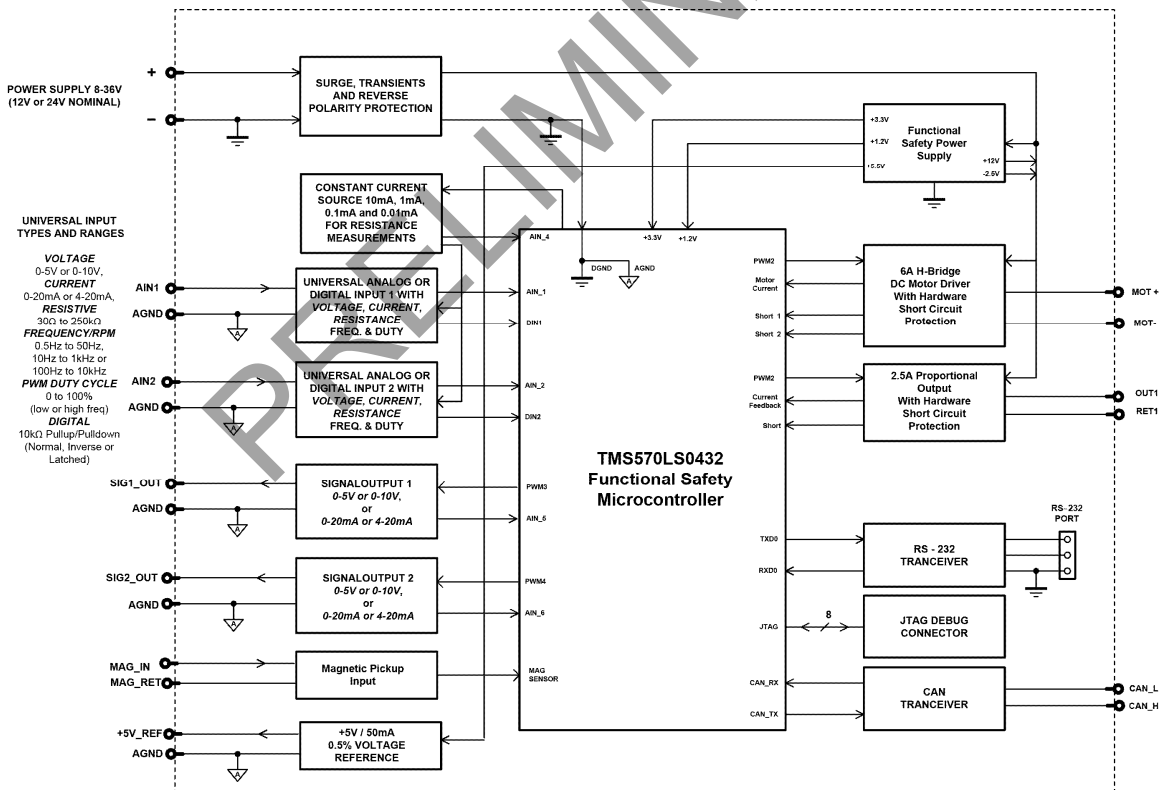 PRELIMIN
POWER SUPPLY 8-36V
(12V or 24V NOMINAL)
+
−
SURGE, TRANSIENTS
AND REVERSE
POLARITY PROTECTION
+3.3V
+1.2V
+5.5V
Functional
Safety Power
Supply
+12V
-2.5V
CONSTANT CURRENT
SOURCE 10mA, 1mA,
0.1mA and 0.01mA
FOR RESISTANCE
MEASUREMENTS
UNIVERSAL INPUT
TYPES AND RANGES
VOLTAGE
0-5V or 0-10V,
CURRENT
0-20mA or 4-20mA,
RESISTIVE
30Ω to 250kΩ
FREQUENCY/RPM
0.5Hz to 50Hz,
10Hz to 1kHz or
100Hz to 10kHz
PWM DUTY CYCLE
0 to 100%
(low or high freq)
DIGITAL
10kΩ Pullup/Pulldown
(Normal, Inverse or
Latched)
AIN1
AGND
A
UNIVERSAL ANALOG OR
DIGITAL INPUT 1 WITH
VOLTAGE, CURRENT,
RESISTANCE
FREQ. & DUTY
AIN2
AGND
A
UNIVERSAL ANALOG OR
DIGITAL INPUT 2 WITH
VOLTAGE, CURRENT,
RESISTANCE
FREQ. & DUTY
SIG1_OUT
AGND
A
SIGNALOUTPUT 1
0-5V or 0-10V,
or
0-20mA or 4-20mA
SIG2_OUT
AGND
A
SIGNALOUTPUT 2
0-5V or 0-10V,
or
0-20mA or 4-20mA
MAG_IN
MAG_RET
Magnetic Pickup
Input
+5V_REF
AGND
A
+5V / 50mA
0.5% VOLTAGE
REFERENCE
AIN_4
AIN_1
DIN1
AIN_2
DIN2
PWM3
AIN_5
PWM4
AIN_6
MAG
SENSOR
+3.3V
+1.2V
DGND
AGND
A
TMS570LS0432
Functional Safety
Microcontroller
PWM2
Motor
Current
Short 1
Short 2
PWM2
Current
Feedback
Short
TXD0
RXD0
JTAG
8
CAN_RX
CAN_TX
6A H-Bridge
DC Motor Driver
With Hardware
Short Circuit
Protection
MOT +
MOT-
2.5A Proportional
Output
With Hardware
Short Circuit
Protection
OUT1
RET1
RS - 232
TRANCEIVER
RS-232
PORT
JTAG DEBUG
CONNECTOR
CAN
TRANCEIVER
CAN_L
CAN_H